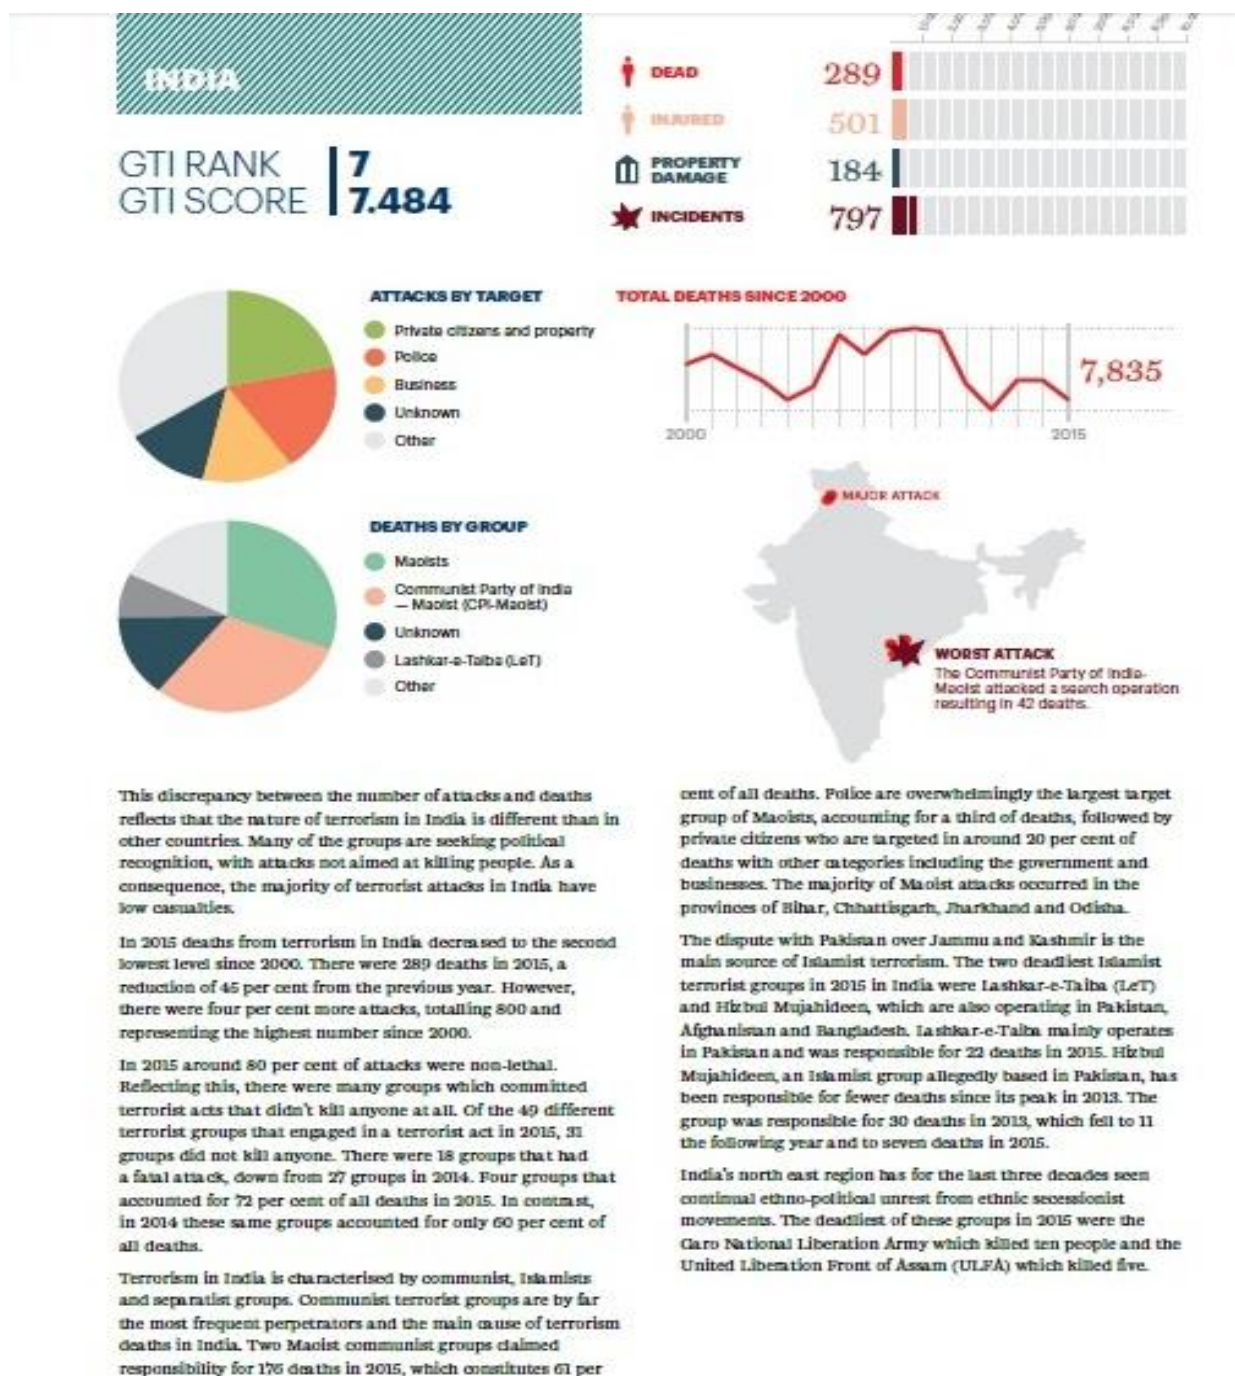 INDIA
GTI RANK 7
GTI SCORE 7.484
DEAD 289
INJURED 501
PROPERTY DAMAGE 184
INCIDENTS 797
ATTACKS BY TARGET
Private citizens and property
Police
Business
Unknown
Other
TOTAL DEATHS SINCE 2000
7,835
2000
2015
DEATHS BY GROUP
Maoists
Communist Party of India
— Maoist (CPI-Maoist)
Unknown
Lashkar-e-Taiba (LeT)
Other
MAJOR ATTACK
WORST ATTACK
The Communist Party of India-
Maoist attacked a search operation
resulting in 42 deaths.
This discrepancy between the number of attacks and deaths
reflects that the nature of terrorism in India is different than in
other countries. Many of the groups are seeking political
recognition, with attacks not aimed at killing people. As a
consequence, the majority of terrorist attacks in India have
low casualties.
In 2015 deaths from terrorism in India decreased to the second
lowest level since 2000. There were 289 deaths in 2015, a
reduction of 45 per cent from the previous year. However,
there were four per cent more attacks, totalling 800 and
representing the highest number since 2000.
In 2015 around 80 per cent of attacks were non-lethal.
Reflecting this, there were many groups which committed
terrorist acts that didn't kill anyone at all. Of the 49 different
terrorist groups that engaged in a terrorist act in 2015, 31
groups did not kill anyone. There were 18 groups that had
a fatal attack, down from 27 groups in 2014. Four groups that
accounted for 72 per cent of all deaths in 2015. In contrast,
in 2014 these same groups accounted for only 60 per cent of
all deaths.
Terrorism in India is characterised by communist, Islamists
and separatist groups. Communist terrorist groups are by far
the most frequent perpetrators and the main cause of terrorism
deaths in India. Two Maoist communist groups claimed
responsibility for 176 deaths in 2015, which constitutes 61 per
cent of all deaths. Police are overwhelmingly the largest target
group of Maoists, accounting for a third of deaths, followed by
private citizens who are targeted in around 20 per cent of
deaths with other categories including the government and
businesses. The majority of Maoist attacks occurred in the
provinces of Bihar, Chhattisgarh, Jharkhand and Odisha.
The dispute with Pakistan over Jammu and Kashmir is the
main source of Islamist terrorism. The two deadliest Islamist
terrorist groups in 2015 in India were Lashkar-e-Taiba (LeT)
and Hizbul Mujahideen, which are also operating in Pakistan,
Afghanistan and Bangladesh. Lashkar-e-Taiba mainly operates
in Pakistan and was responsible for 22 deaths in 2015. Hizbul
Mujahideen, an Islamist group allegedly based in Pakistan, has
been responsible for fewer deaths since its peak in 2013. The
group was responsible for 30 deaths in 2013, which fell to 11
the following year and to seven deaths in 2015.
India's north east region has for the last three decades seen
continual ethno-political unrest from ethnic secessionist
movements. The deadliest of these groups in 2015 were the
Garo National Liberation Army which killed ten people and the
United Liberation Front of Assam (ULFA) which killed five.